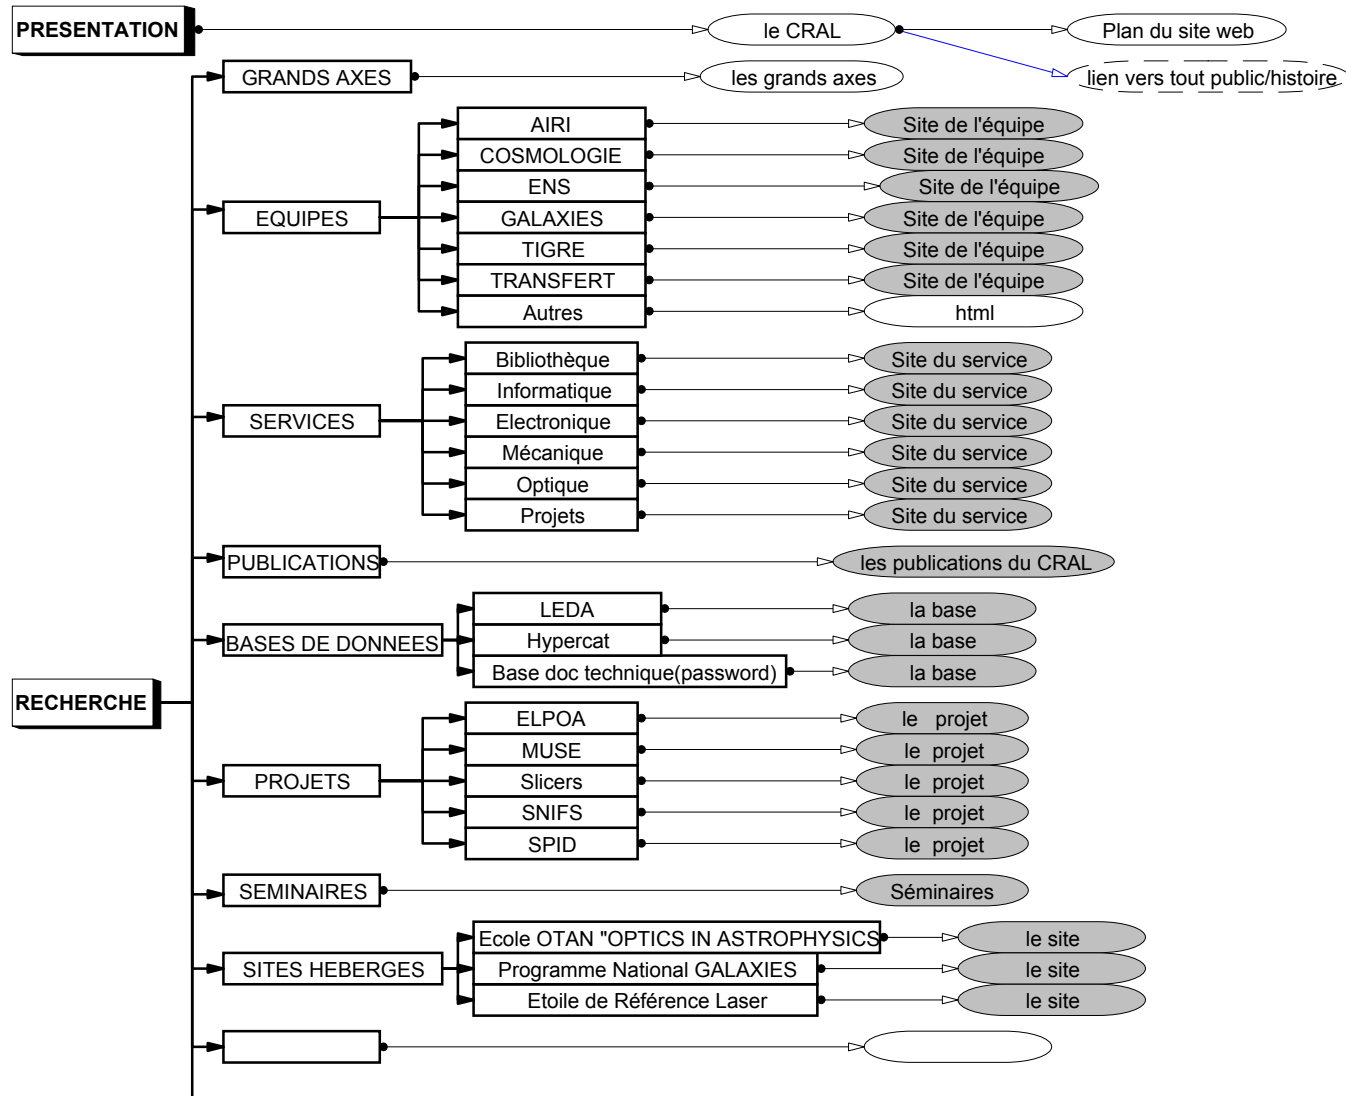 PRESENTATION
le CRAL
Plan du site web
lien vers tout public/histoire
GRANDS AXES
les grands axes
EQUIPES
AIRI
Site de l'équipe
COSMOLOGIE
Site de l'équipe
ENS
Site de l'équipe
GALAXIES
Site de l'équipe
TIGRE
Site de l'équipe
TRANSFERT
Site de l'équipe
Autres
html
SERVICES
Bibliothèque
Site du service
Informatique
Site du service
Electronique
Site du service
Mécanique
Site du service
Optique
Site du service
Projets
Site du service
PUBLICATIONS
les publications du CRAL
BASES DE DONNEES
LEDA
la base
Hypercat
la base
Base doc technique(password)
la base
RECHERCHE
PROJETS
ELPOA
le projet
MUSE
le projet
Slicers
le projet
SNIFS
le projet
SPID
le projet
SEMINAIRES
Séminaires
SITES HEBERGES
Ecole OTAN "OPTICS IN ASTROPHYSICS
le site
Programme National GALAXIES
le site
Etoile de Référence Laser
le site